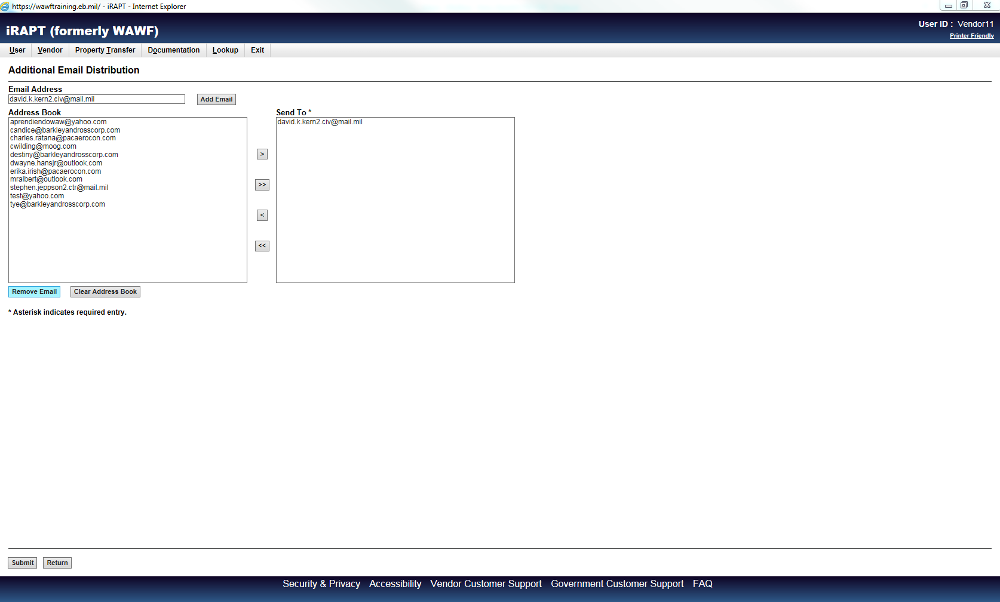 https://wawftraining.eb.mil/ - iRAPT - Internet Explorer
iRAPT (formerly WAWF)
User ID : Vendor11
Printer Friendly
User Vendor Property Transfer Documentation Lookup Exit
Additional Email Distribution
Email Address
david.k.kern2.civ@mail.mil Add Email
Address Book
aprendiendowaw@yahoo.com
candice@barkleyandrosscorp.com
charles.ratana@pacaerocon.com
cwilding@moog.com
destiny@barkleyandrosscorp.com
dwayne.hansjr@outlook.com
erika.irish@pacaerocon.com
mralbert@outlook.com
stephen.jeppson2.ctr@mail.mil
test@yahoo.com
tye@barkleyandrosscorp.com
>
>>
<
<<
Send To *
david.k.kern2.civ@mail.mil
Remove Email Clear Address Book
* Asterisk indicates required entry.
Submit Return
Security & Privacy Accessibility Vendor Customer Support Government Customer Support FAQ